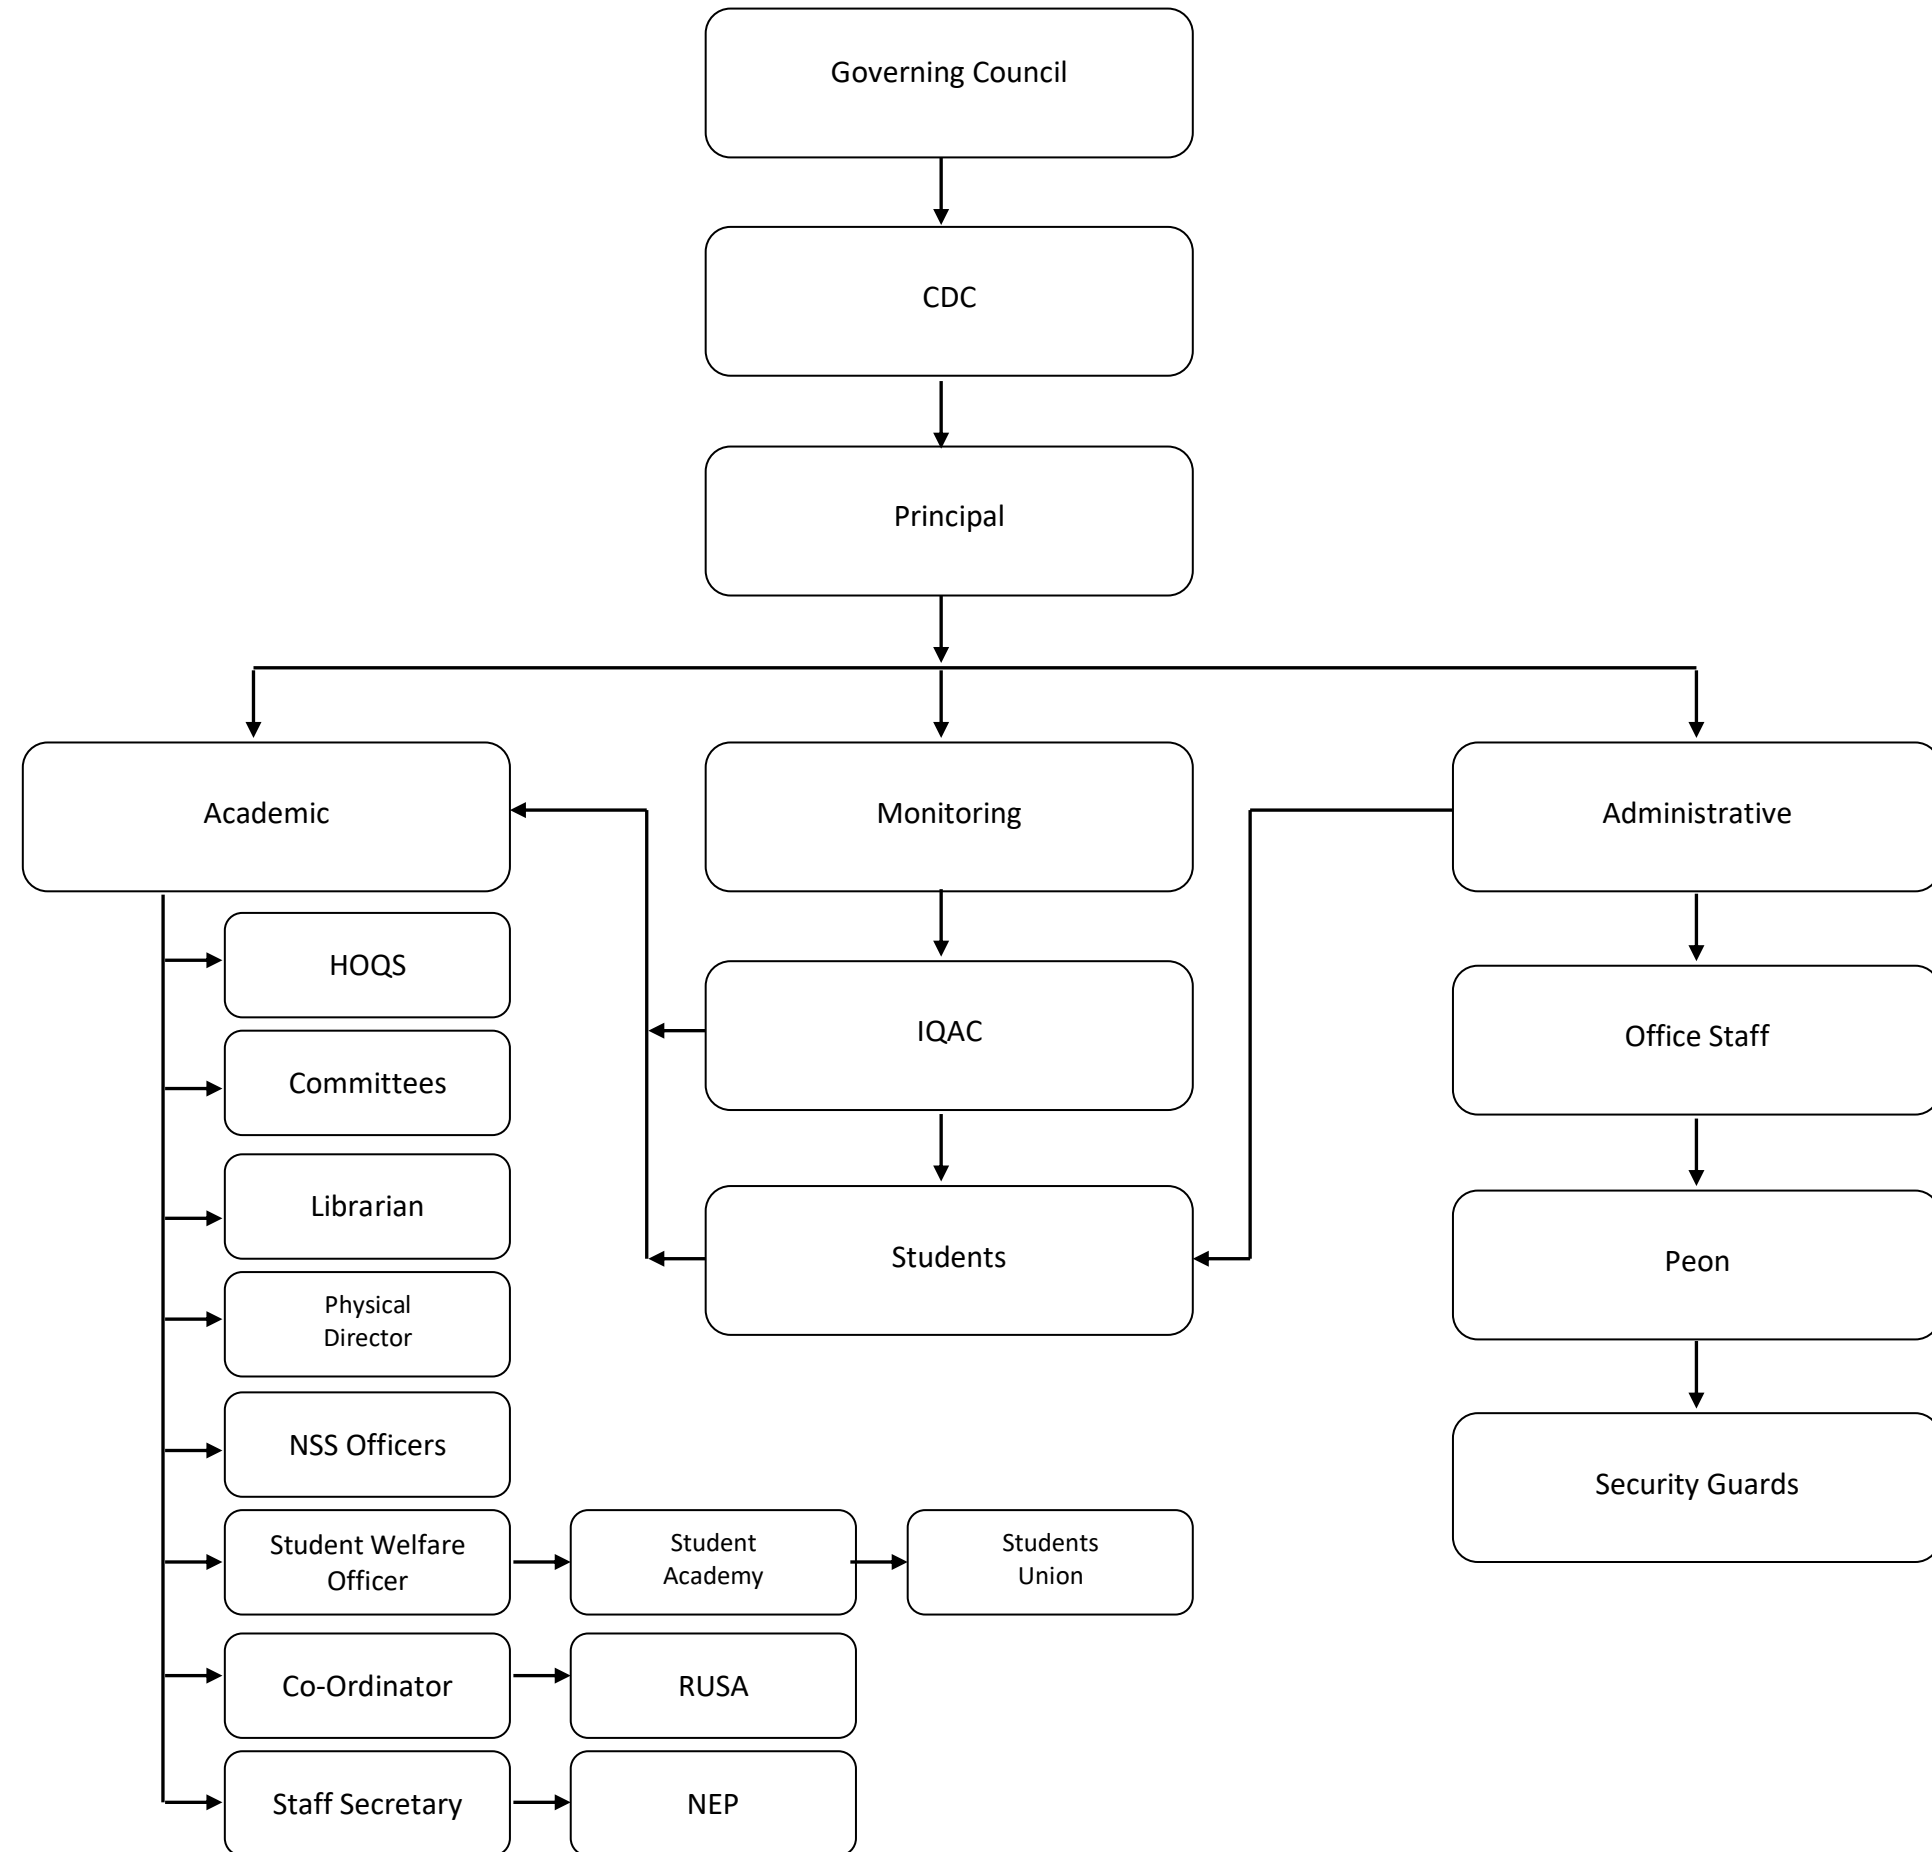 Governing Council
CDC
Principal
Academic
Monitoring
Administrative
HOQS
IQAC
Office Staff
Committees
Librarian
Students
Peon
Physical
Director
NSS Officers
Security Guards
Student Welfare
Officer
Student
Academy
Students
Union
Co-Ordinator
RUSA
Staff Secretary
NEP